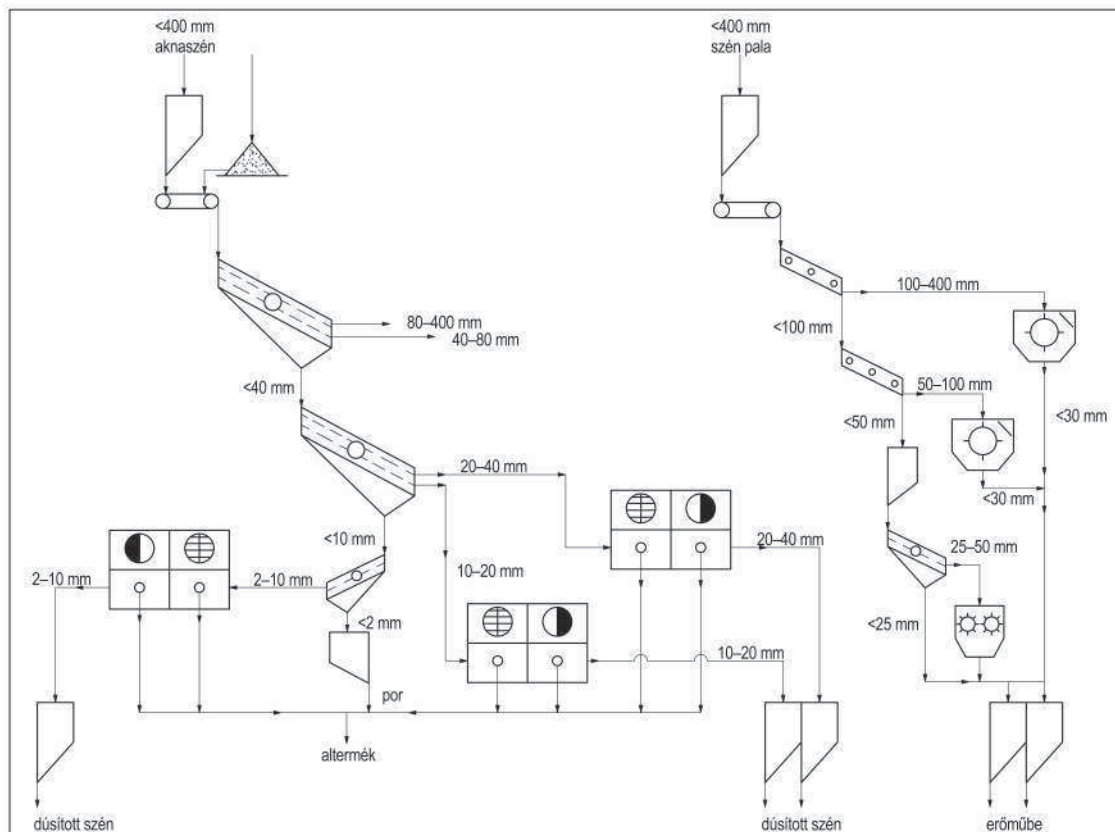 <400 mm
aknaszén
<400 mm
szén pala
80–400 mm
40–80 mm
<40 mm
100–400 mm
<100 mm
50–100 mm
<50 mm
<30 mm
<30 mm
20–40 mm
<10 mm
10–20 mm
20–40 mm
25–50 mm
2–10 mm
2–10 mm
<2 mm
<25 mm
10–20 mm
por
altermék
dúsított szén
dúsított szén
erőműbe